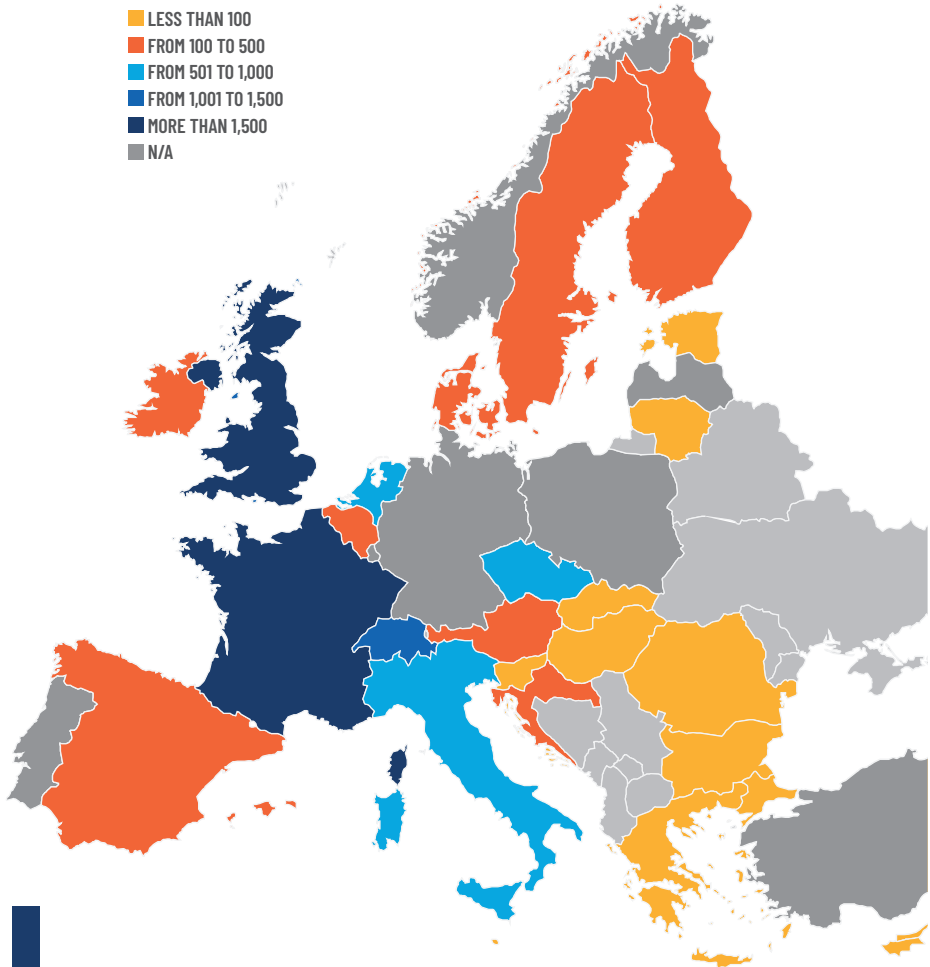 LESS THAN 100
FROM 100 TO 500
FROM 501 TO 1,000
FROM 1,001 TO 1,500
MORE THAN 1,500
N/A